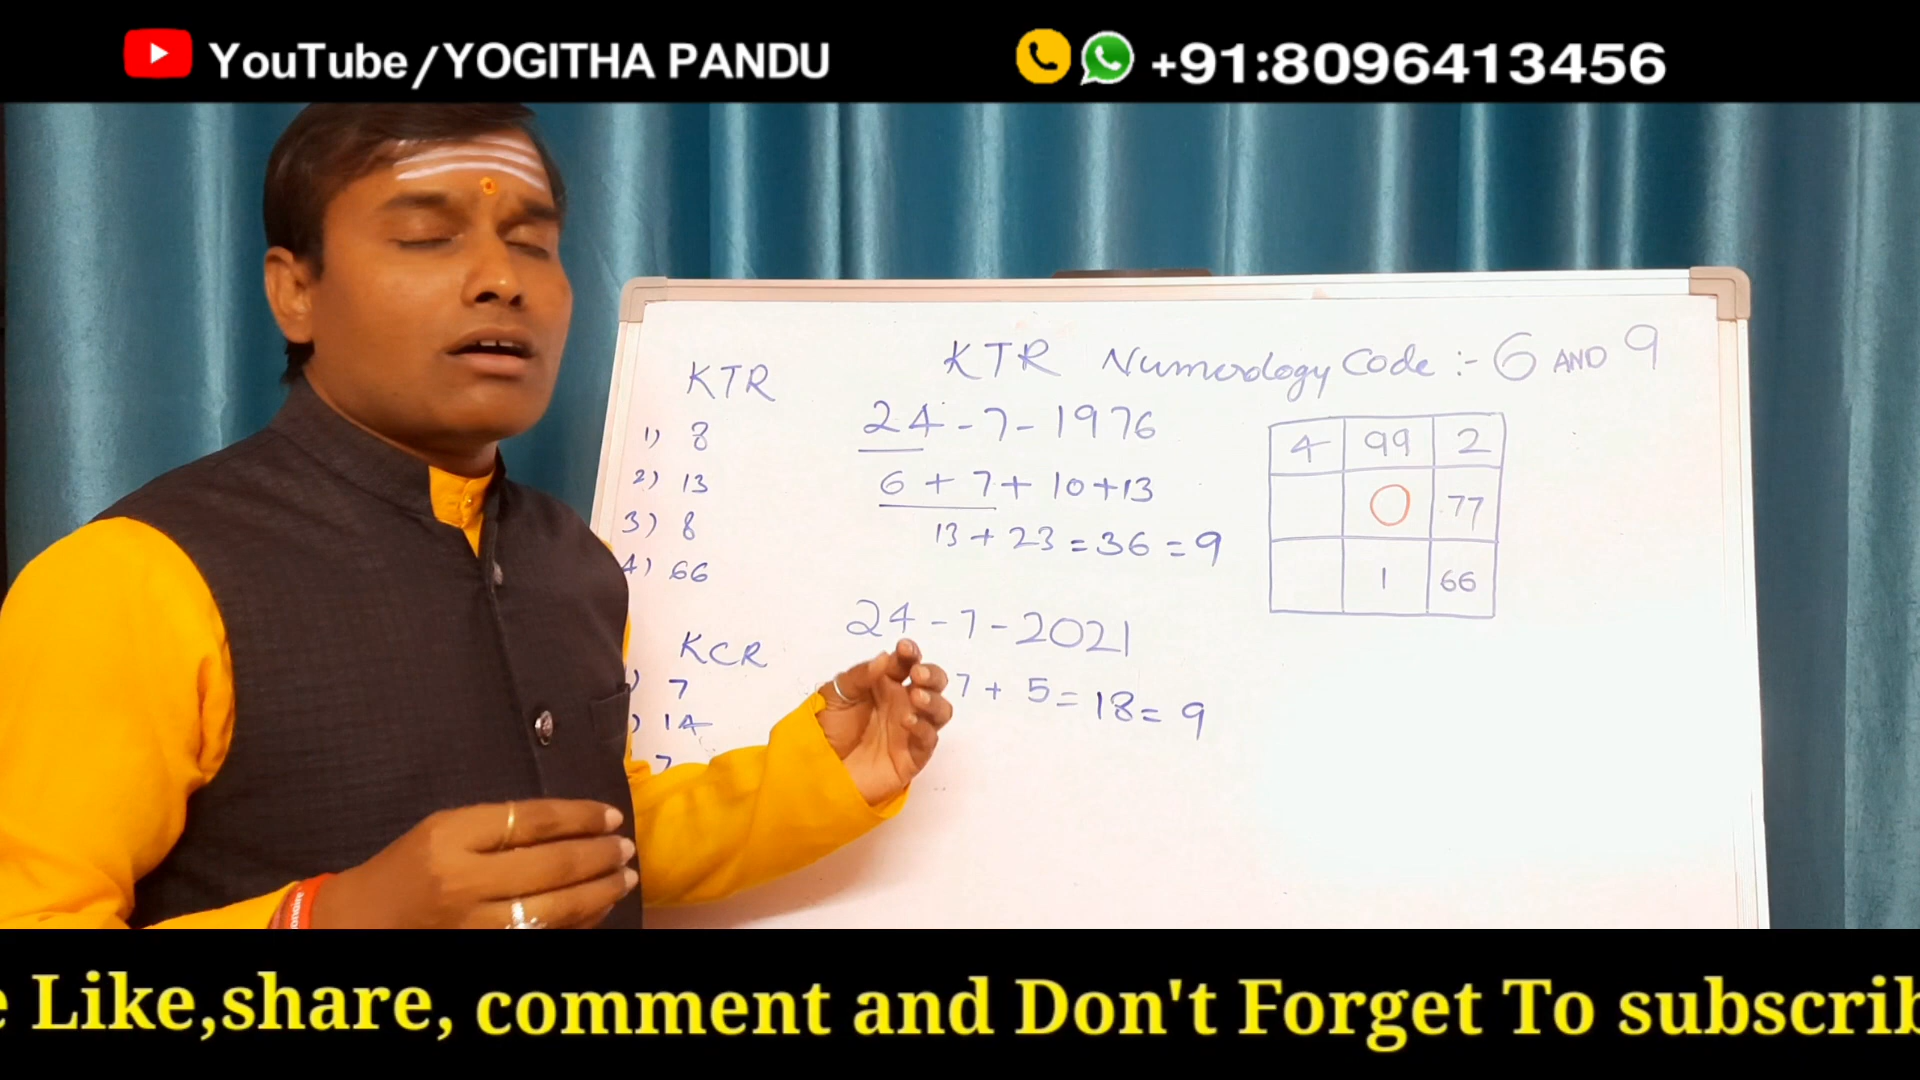 YouTube/YOGITHA PANDU
+91:8096413456
KTR Numerology Code :- 6 AND 9
KTR
1) 8
2) 13
3) 8
4) 66
KCR
) 7
) 14
7
24-7-1976
6 + 7 + 10+13
13 + 23 = 36 = 9
24-7-2021
7 + 5 = 18 = 9
4 99 2
O 77
1 66
e Like,share, comment and Don't Forget To subscrib